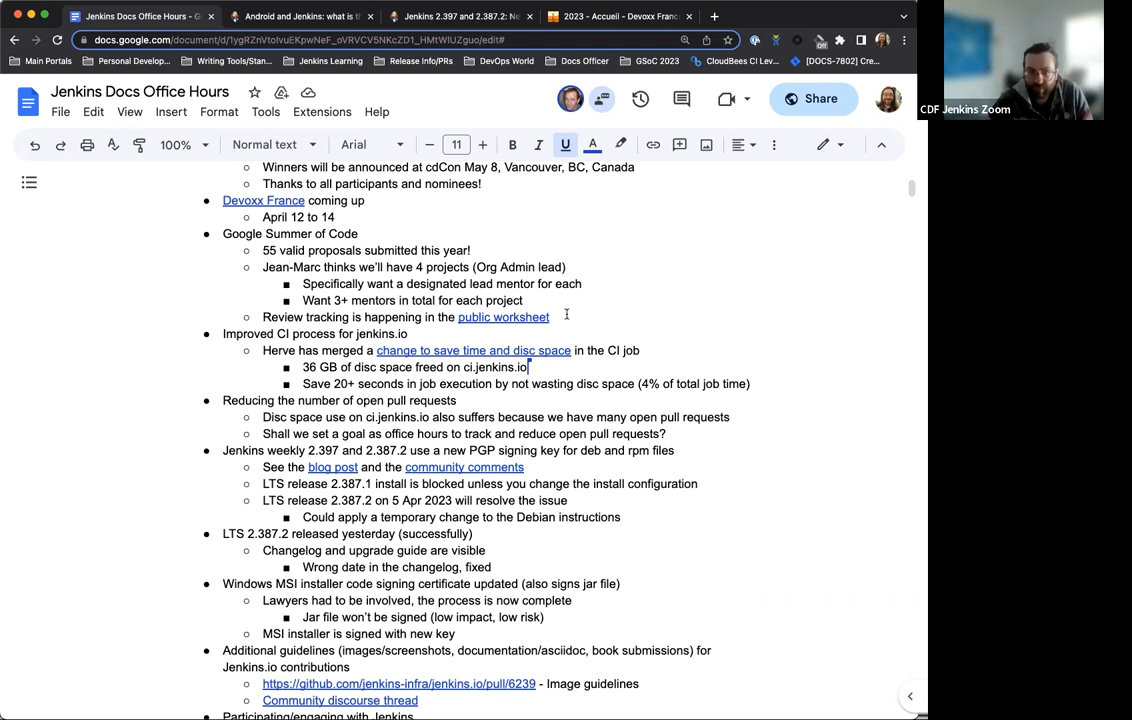 Jenkins Docs Office Hours - G
Android and Jenkins: what is t
Jenkins 2.397 and 2.387.2: Ne
2023 - Accueil - Devoxx Franc
docs.google.com/document/d/1ygRZnVtoIvuEKpwNeF_oVRVCV5NKcZD1_HMtWlUZguo/edit#
Off
Main Portals
Personal Develop...
Writing Tools/Stan...
Jenkins Learning
Release Info/PRs
DevOps World
Docs Officer
GSoC 2023
CloudBees CI Lev...
[DOCS-7802] (Cre...
Jenkins Docs Office Hours
File Edit View Insert Format Tools Extensions Help
Share
CDF Jenkins Zoom
100% Normal text Arial 11 B I U A
Winners will be announced at cdCon May 8, Vancouver, BC, Canada
Thanks to all participants and nominees!
Devoxx France coming up
April 12 to 14
Google Summer of Code
55 valid proposals submitted this year!
Jean-Marc thinks we'll have 4 projects (Org Admin lead)
Specifically want a designated lead mentor for each
Want 3+ mentors in total for each project
Review tracking is happening in the public worksheet
Improved CI process for jenkins.io
Herve has merged a change to save time and disc space in the CI job
36 GB of disc space freed on ci.jenkins.io
Save 20+ seconds in job execution by not wasting disc space (4% of total job time)
Reducing the number of open pull requests
Disc space use on ci.jenkins.io also suffers because we have many open pull requests
Shall we set a goal as office hours to track and reduce open pull requests?
Jenkins weekly 2.397 and 2.387.2 use a new PGP signing key for deb and rpm files
See the blog post and the community comments
LTS release 2.387.1 install is blocked unless you change the install configuration
LTS release 2.387.2 on 5 Apr 2023 will resolve the issue
Could apply a temporary change to the Debian instructions
LTS 2.387.2 released yesterday (successfully)
Changelog and upgrade guide are visible
Wrong date in the changelog, fixed
Windows MSI installer code signing certificate updated (also signs jar file)
Lawyers had to be involved, the process is now complete
Jar file won't be signed (low impact, low risk)
MSI installer is signed with new key
Additional guidelines (images/screenshots, documentation/asciidoc, book submissions) for
Jenkins.io contributions
https://github.com/jenkins-infra/jenkins.io/pull/6239 - Image guidelines
Community discourse thread
Participating/engaging with Jenkins